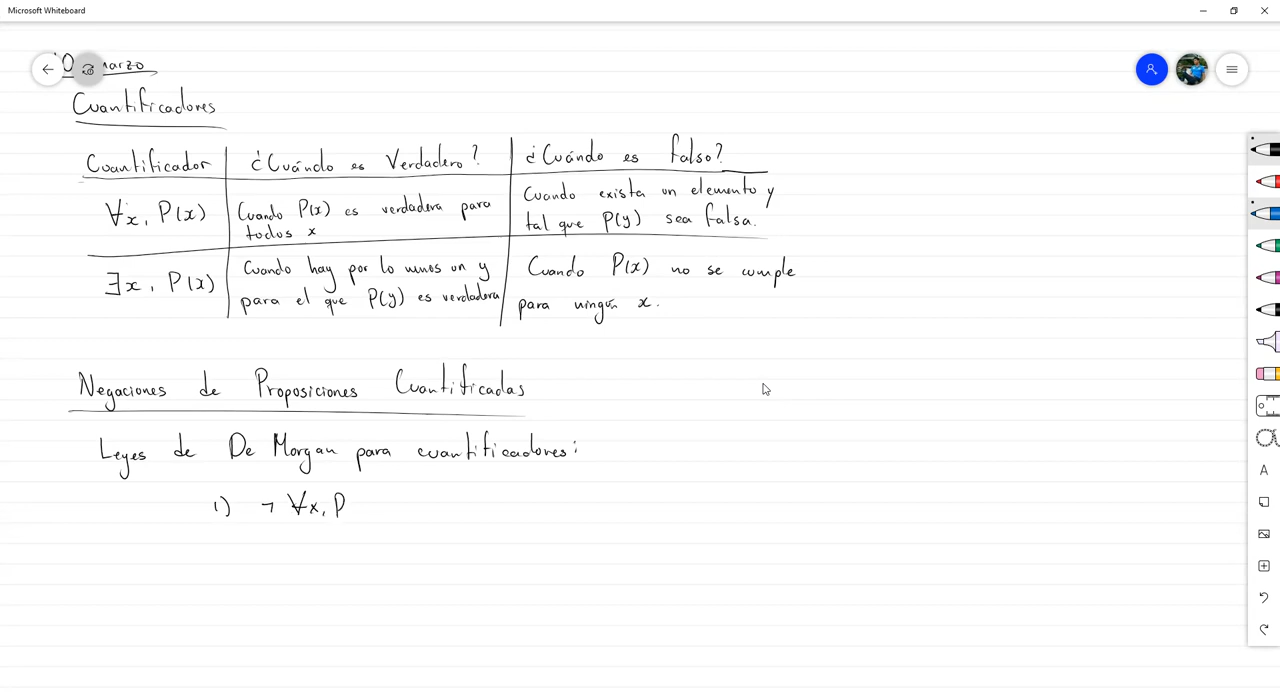 Microsoft Whiteboard
marzo
Cuantificadores
Cuantificador ¿Cuándo es Verdadero? ¿Cuándo es falso?
∀x, P(x)
Cuando P(x) es verdadera para
todos x
Cuando exista un elemento y
tal que P(y) sea falsa.
∃x, P(x)
Cuando hay por lo menos un y
para el que P(y) es verdadera
Cuando P(x) no se cumple
para ningún x.
Negaciones de Proposiciones Cuantificadas
Leyes de De Morgan para cuantificadores:
1) ¬ ∀x, P
A